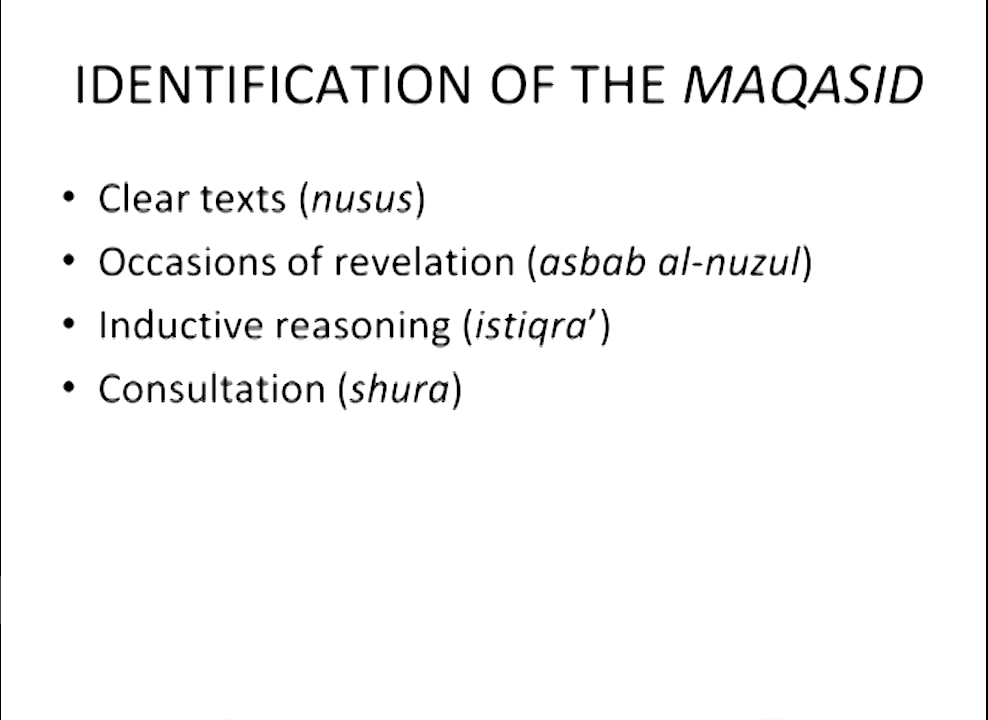 IDENTIFICATION OF THE MAQASID
• Clear texts (nusus)
• Occasions of revelation (asbab al-nuzul)
• Inductive reasoning (istiqra’)
• Consultation (shura)